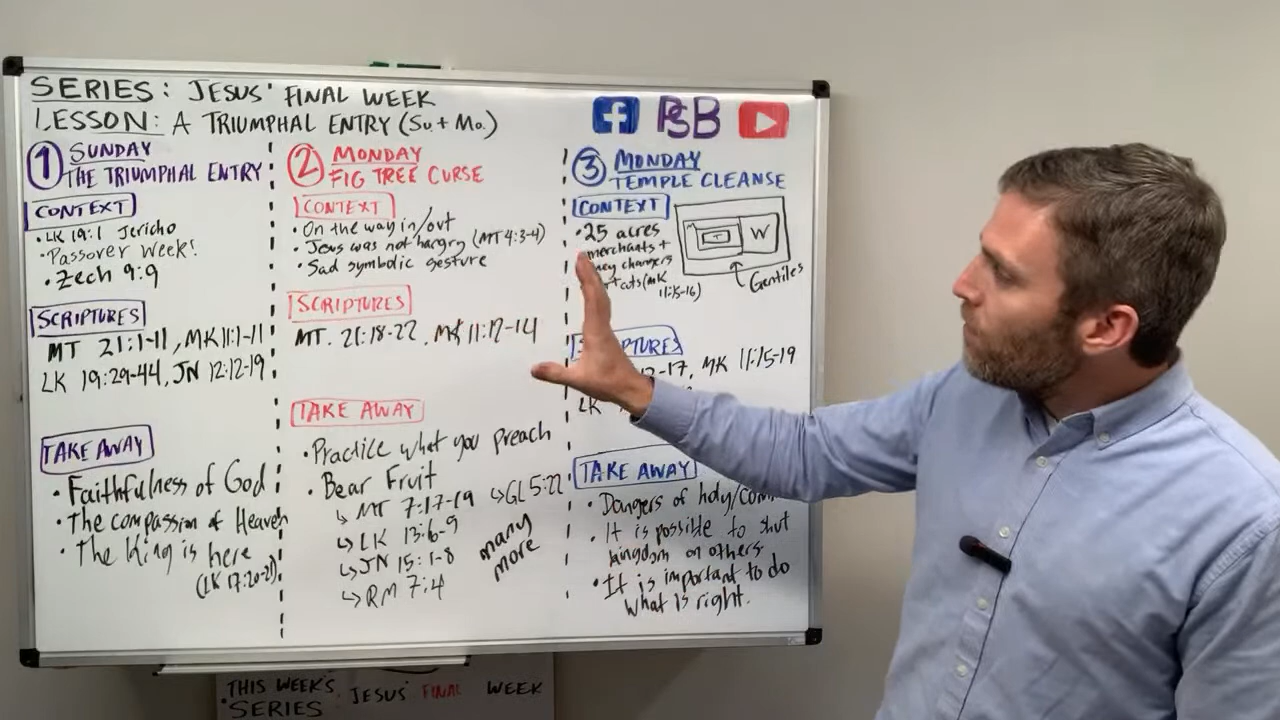 SERIES: JESUS' FINAL WEEK
LESSON: A TRIUMPHAL ENTRY (Su. + Mo.)
f PSB
1 SUNDAY
THE TRIUMPHAL ENTRY
CONTEXT
• LK 19:1 Jericho
• Passover Week!
• Zech 9:9
SCRIPTURES
MT 21:1-11, MK 11:1-11
LK 19:29-44, JN 12:12-19
TAKE AWAY
• Faithfulness of God
• The compassion of Heaven
• The King is here
(LK 17:20-21)
2 MONDAY
FIG TREE CURSE
CONTEXT
• On the way in/out
• Jesus was not hangry (MT 4:3-4)
• Sad symbolic gesture
SCRIPTURES
MT. 21:18-22, MK 11:12-14
TAKE AWAY
• Practice what you preach
• Bear Fruit
↳ MT 7:17-19 ↳ GL 5:22
↳ LK 13:6-9
↳ JN 15:1-8
↳ RM 7:4
many
more
3 MONDAY
TEMPLE CLEANSE
CONTEXT
• 25 acres
merchants +
changers
(MK
11:15-16)
M
W
Gentiles
-17, MK 11:15-19
LK
TAKE AWAY
• Dangers of holy/
• It is possible to shut
kingdom on others
• It is important to do
what is right.
THIS WEEK'S JESUS' FINAL WEEK
SERIES